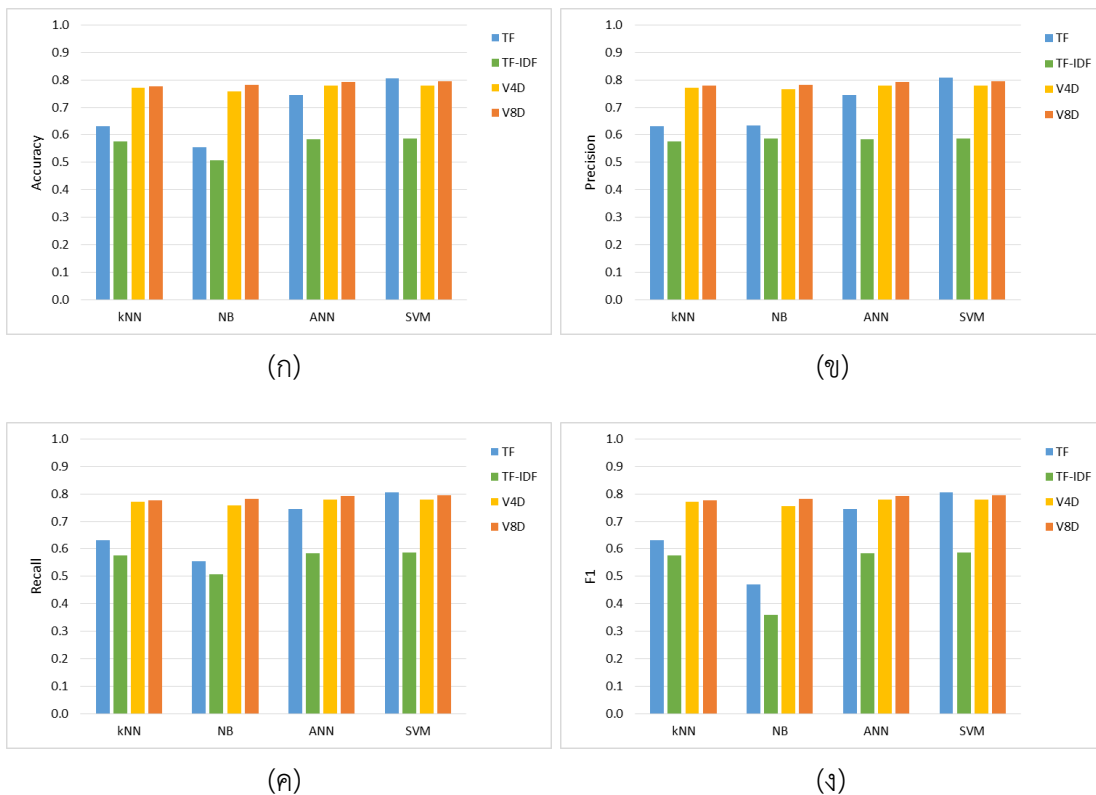 1.0
0.9
0.8
0.7
0.6
0.5
0.4
0.3
0.2
0.1
0.0
Accuracy
kNN NB ANN SVM
TF
TF-IDF
V4D
V8D
(ก)
1.0
0.9
0.8
0.7
0.6
0.5
0.4
0.3
0.2
0.1
0.0
Precision
kNN NB ANN SVM
TF
TF-IDF
V4D
V8D
(ข)
1.0
0.9
0.8
0.7
0.6
0.5
0.4
0.3
0.2
0.1
0.0
Recall
kNN NB ANN SVM
TF
TF-IDF
V4D
V8D
(ค)
1.0
0.9
0.8
0.7
0.6
0.5
0.4
0.3
0.2
0.1
0.0
F1
kNN NB ANN SVM
TF
TF-IDF
V4D
V8D
(ง)